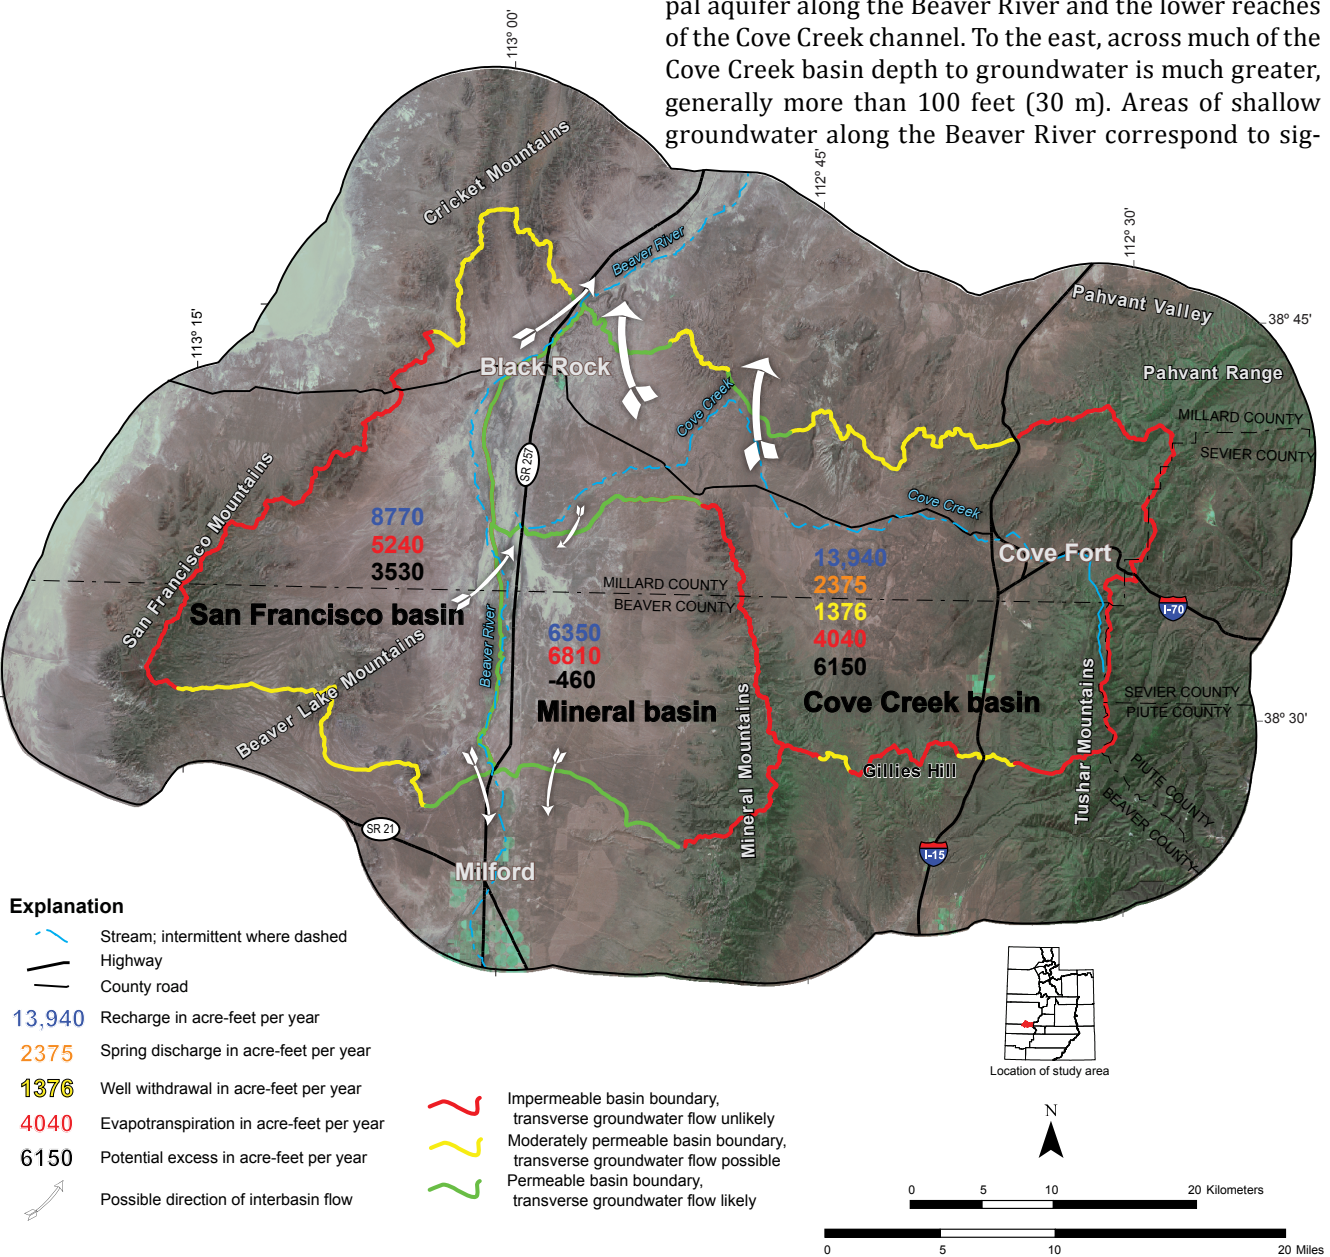 pal aquifer along the Beaver River and the lower reaches
of the Cove Creek channel. To the east, across much of the
Cove Creek basin depth to groundwater is much greater,
generally more than 100 feet (30 m). Areas of shallow
groundwater along the Beaver River correspond to sig-
113° 00'
112° 45'
112° 30'
113° 15'
38° 45'
38° 30'
Cricket Mountains
Beaver River
Pahvant Valley
Pahvant Range
Black Rock
Cove Creek
MILLARD COUNTY
SEVIER COUNTY
SR 257
San Francisco Mountains
Cove Creek
8770
5240
3530
Cove Fort
13,940
2375
1376
4040
6150
MILLARD COUNTY
BEAVER COUNTY
San Francisco basin
I-70
Beaver River
6350
6810
-460
Mineral basin
Cove Creek basin
Beaver Lake Mountains
Mineral Mountains
Tushar Mountains
SEVIER COUNTY
PIUTE COUNTY
Gillies Hill
PIUTE COUNTY
BEAVER COUNTY
SR 21
I-15
Milford
Explanation
Stream; intermittent where dashed
Highway
County road
13,940 Recharge in acre-feet per year
2375 Spring discharge in acre-feet per year
1376 Well withdrawal in acre-feet per year
4040 Evapotranspiration in acre-feet per year
6150 Potential excess in acre-feet per year
Possible direction of interbasin flow
Impermeable basin boundary,
transverse groundwater flow unlikely
Moderately permeable basin boundary,
transverse groundwater flow possible
Permeable basin boundary,
transverse groundwater flow likely
Location of study area
N
0 5 10 20 Kilometers
0 5 10 20 Miles